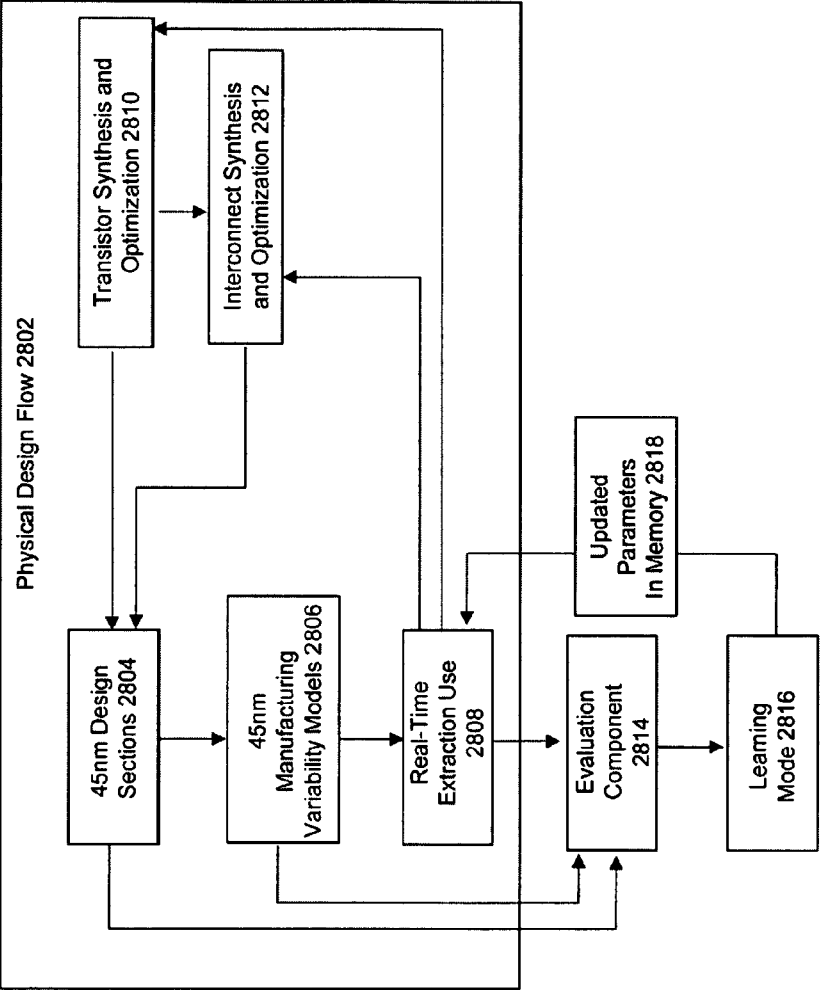 Physical Design Flow 2802
45nm Design
Sections 2804
Transistor Synthesis and
Optimization 2810
45nm
Manufacturing
Variability Models 2806
Interconnect Synthesis
and Optimization 2812
Real-Time
Extraction Use
2808
Evaluation
Component
2814
Updated
Parameters
In Memory 2818
Learning
Mode 2816